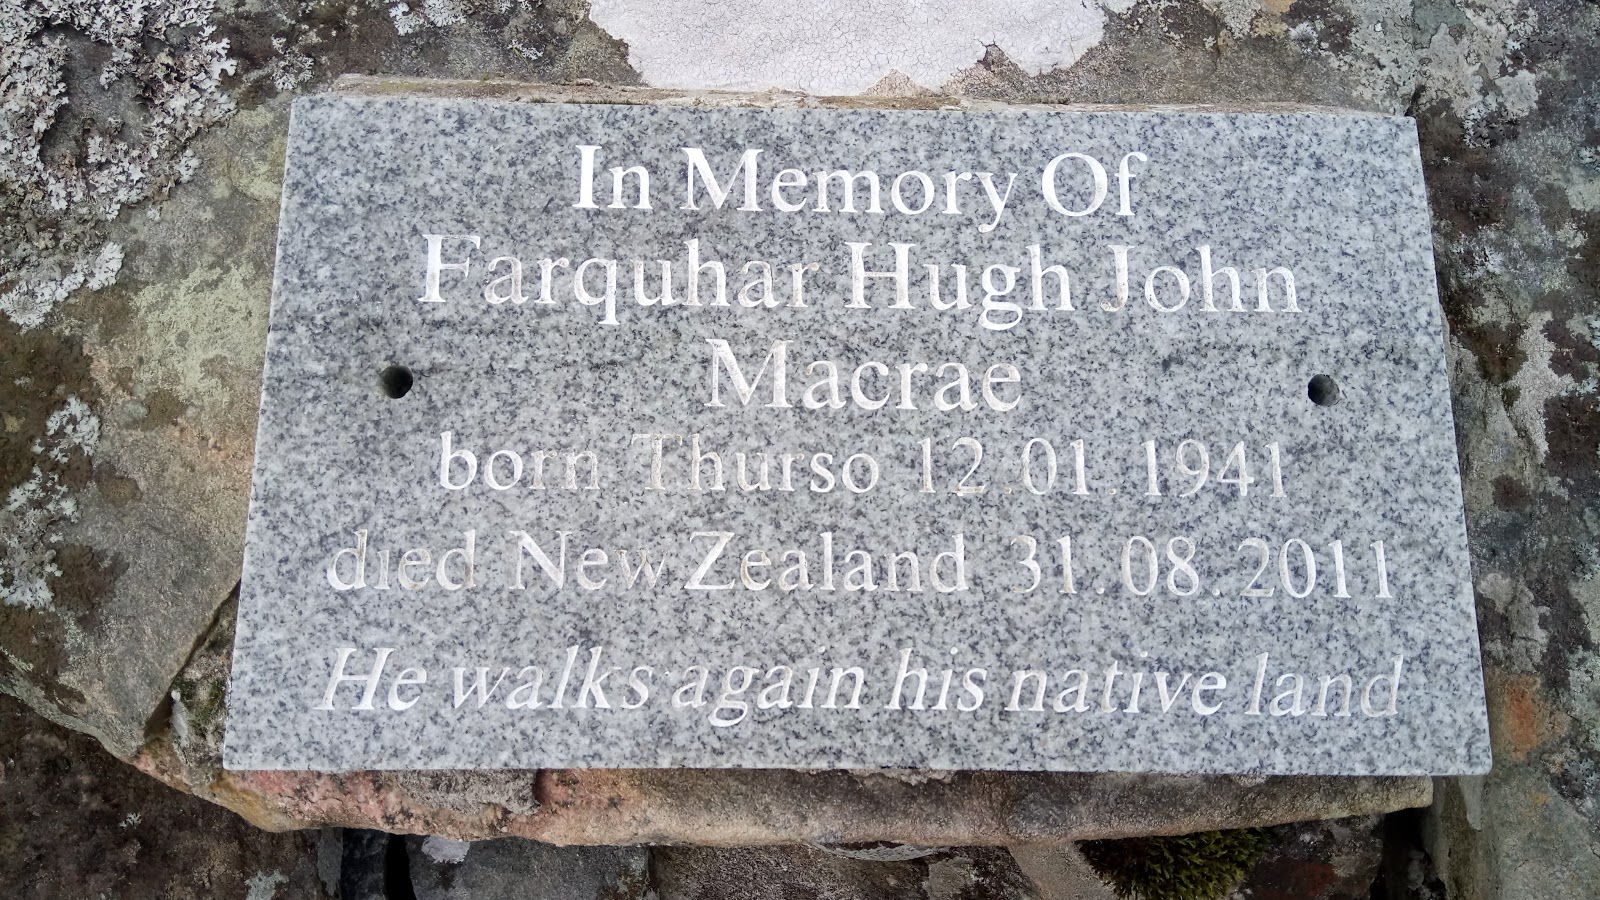 In Memory Of
Farquhar Hugh John
Macrae
born Thurso 12.01.1941
died New Zealand 31.08.2011
He walks again his native land